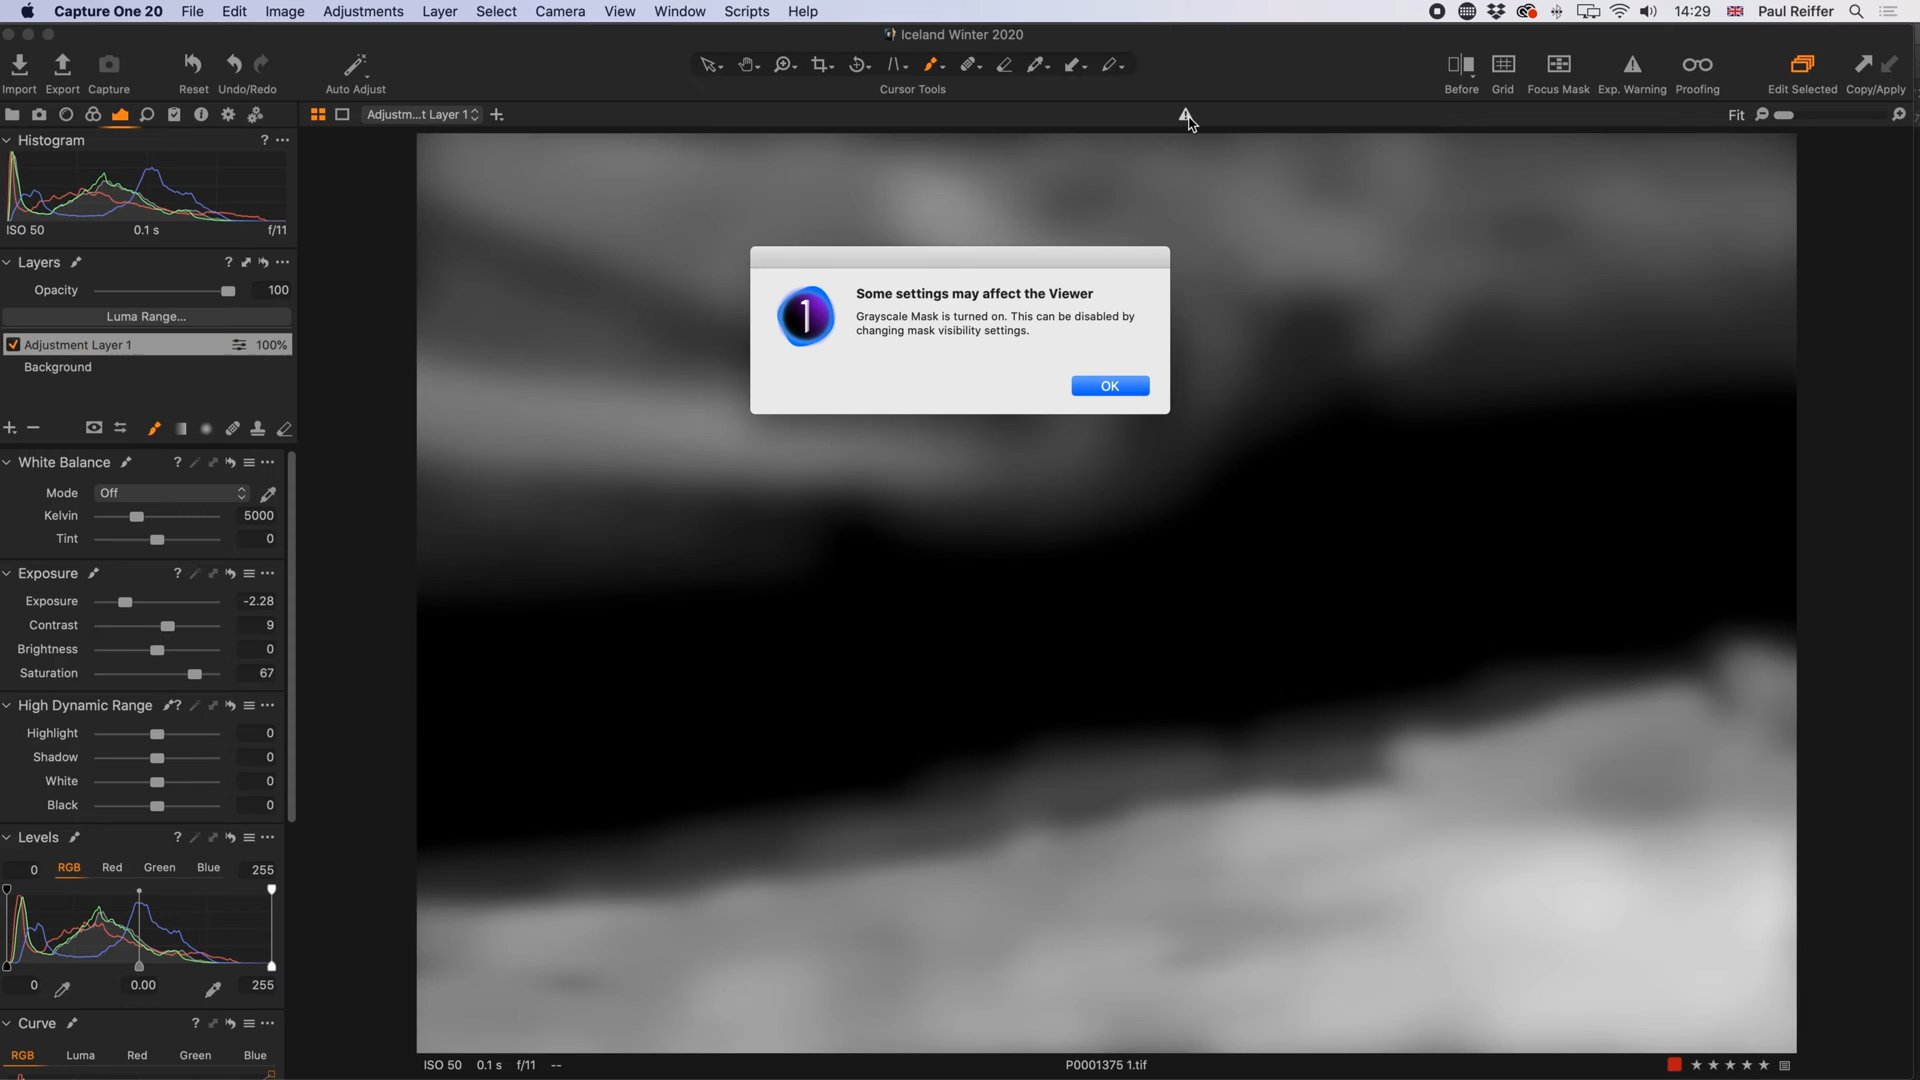 Capture One 20 File Edit Image Adjustments Layer Select Camera View Window Scripts Help 14:29 Paul Reiffer
Iceland Winter 2020
Import Export Capture Reset Undo/Redo Auto Adjust Cursor Tools Before Grid Focus Mask Exp. Warning Proofing Edit Selected Copy/Apply
Adjustm...t Layer 1 Fit
Histogram ?
ISO 50 0.1 s f/11
Layers ?
Opacity 100
Luma Range...
Adjustment Layer 1 100%
Background
Some settings may affect the Viewer
Grayscale Mask is turned on. This can be disabled by
changing mask visibility settings.
OK
White Balance ?
Mode Off
Kelvin 5000
Tint 0
Exposure ?
Exposure -2.28
Contrast 9
Brightness 0
Saturation 67
High Dynamic Range ?
Highlight 0
Shadow 0
White 0
Black 0
Levels ?
0 RGB Red Green Blue 255
0 0.00 255
Curve ?
RGB Luma Red Green Blue
ISO 50 0.1 s f/11 -- P0001375 1.tif